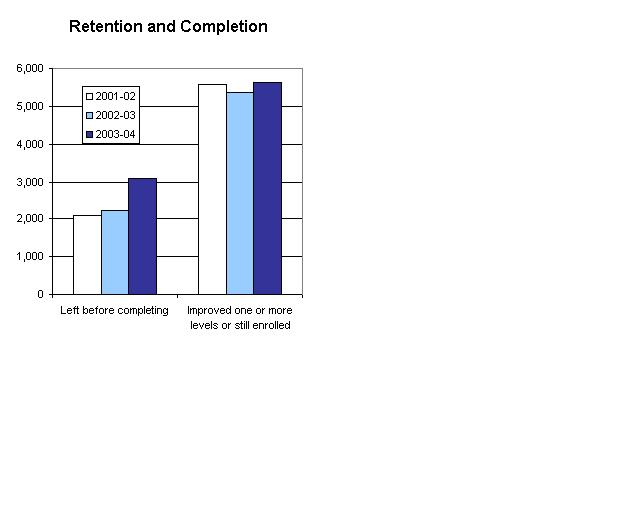 Retention and Completion
6,000
5,000
4,000
3,000
2,000
1,000
0
2001-02
2002-03
2003-04
Left before completing
Improved one or more
levels or still enrolled